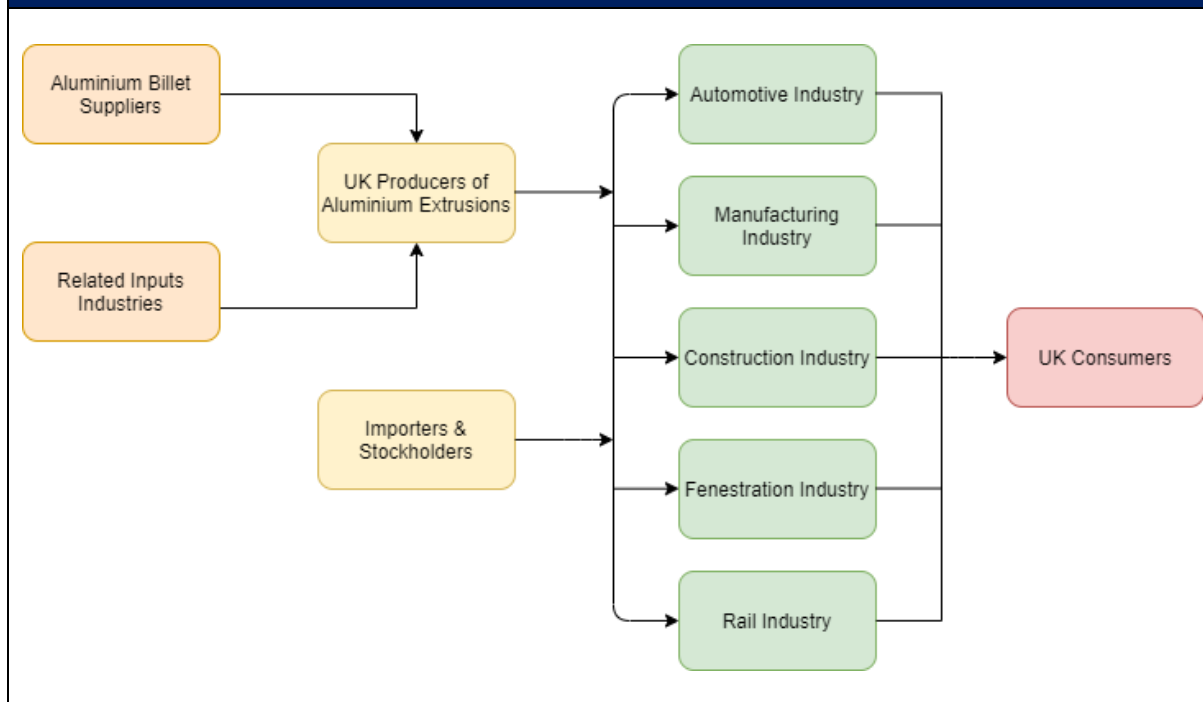 Aluminium Billet
Suppliers
Related Inputs
Industries
UK Producers of
Aluminium Extrusions
Importers &
Stockholders
Automotive Industry
Manufacturing
Industry
Construction Industry
Fenestration Industry
Rail Industry
UK Consumers